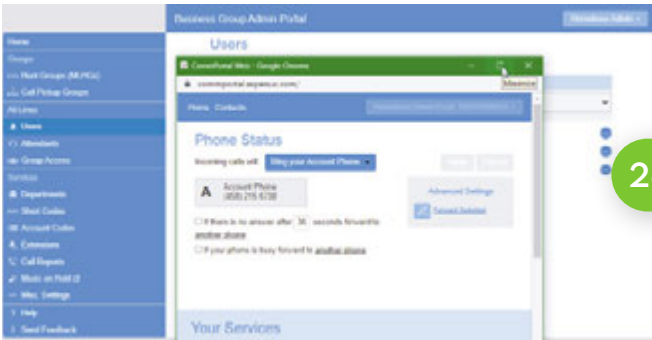 Business Group Admin Portal
Home
Users
Groups
Hunt Groups (MLHGs)
Call Pickup Groups
All Lines
Users
Attendants
Group Access
Services
Departments
Short Codes
Account Codes
Extensions
Call Reports
Music on Hold
Misc. Settings
Help
Send Feedback
CommPortal Web - Google Chrome
Maximize
Home Contacts
Phone Status
Incoming calls will: Ring your Account Phone
A Account Phone
Advanced Settings
If there is no answer after 36 seconds forward to
another phone
If your phone is busy forward to another phone
Your Services
2